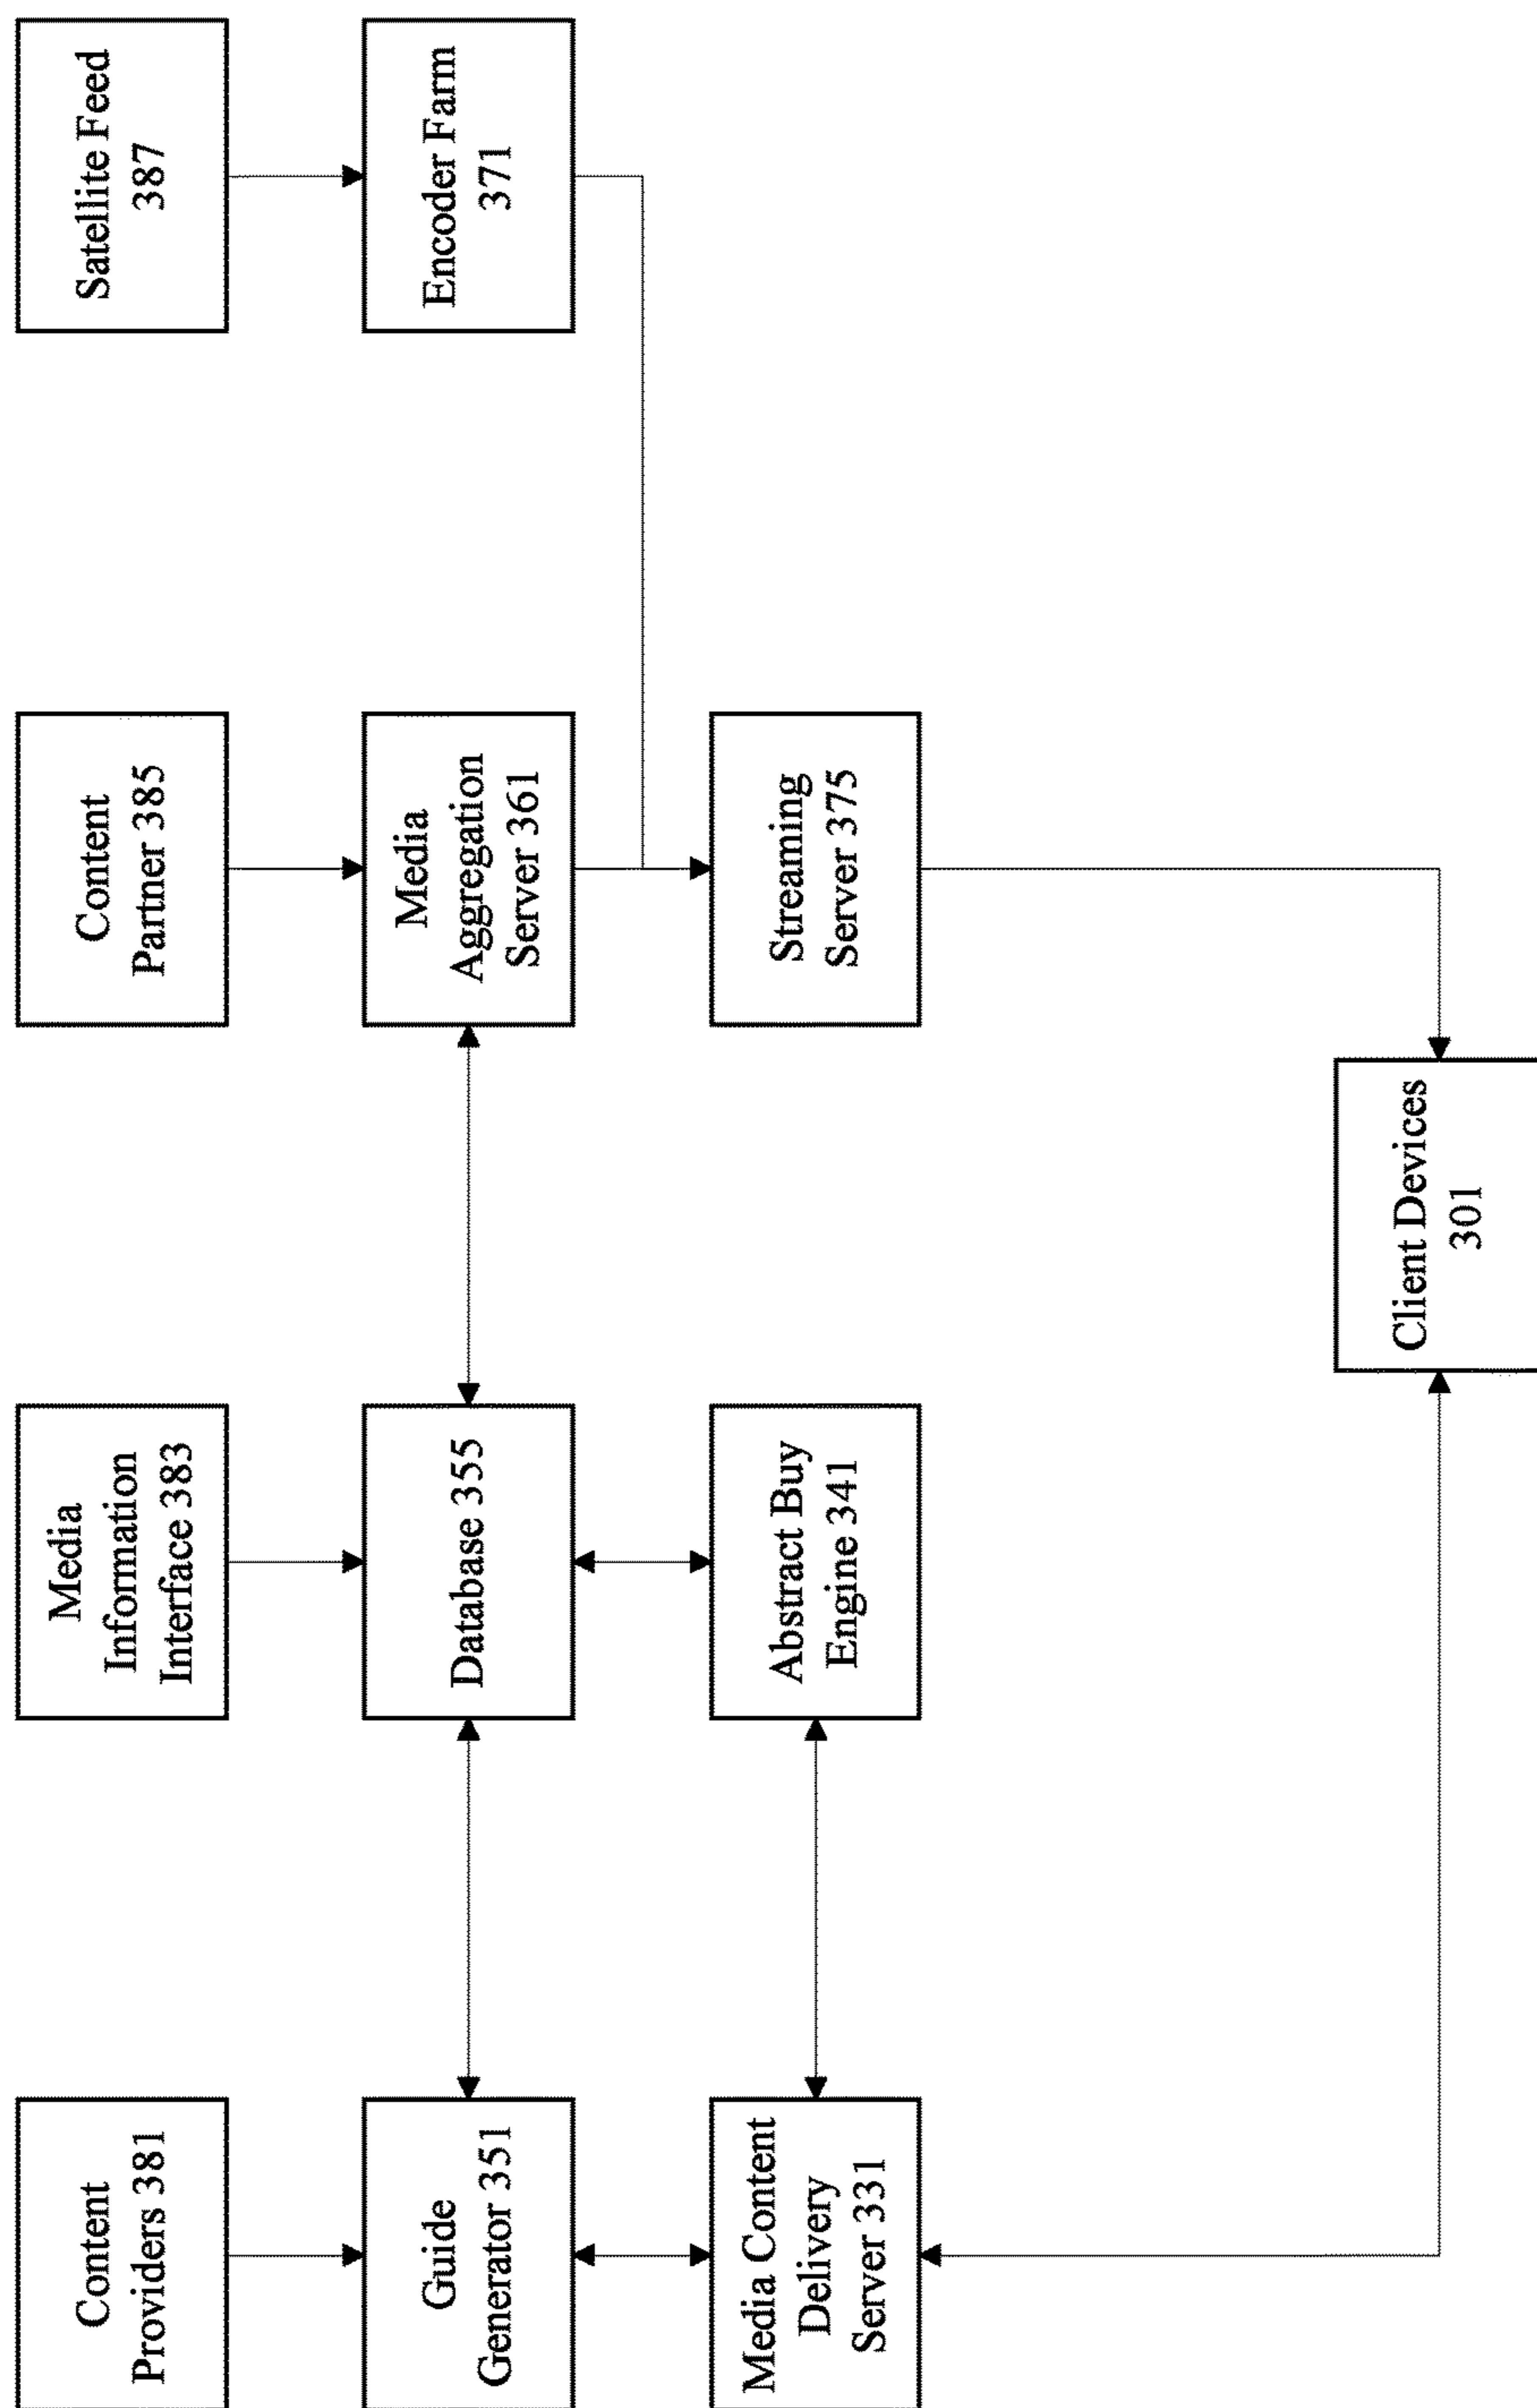 Content
Providers 381
Media
Information
Interface 383
Content
Partner 385
Satellite Feed
387
Guide
Generator 351
Database 355
Media
Aggregation
Server 361
Encoder Farm
371
Media Content
Delivery
Server 331
Abstract Buy
Engine 341
Streaming
Server 375
Client Devices
301